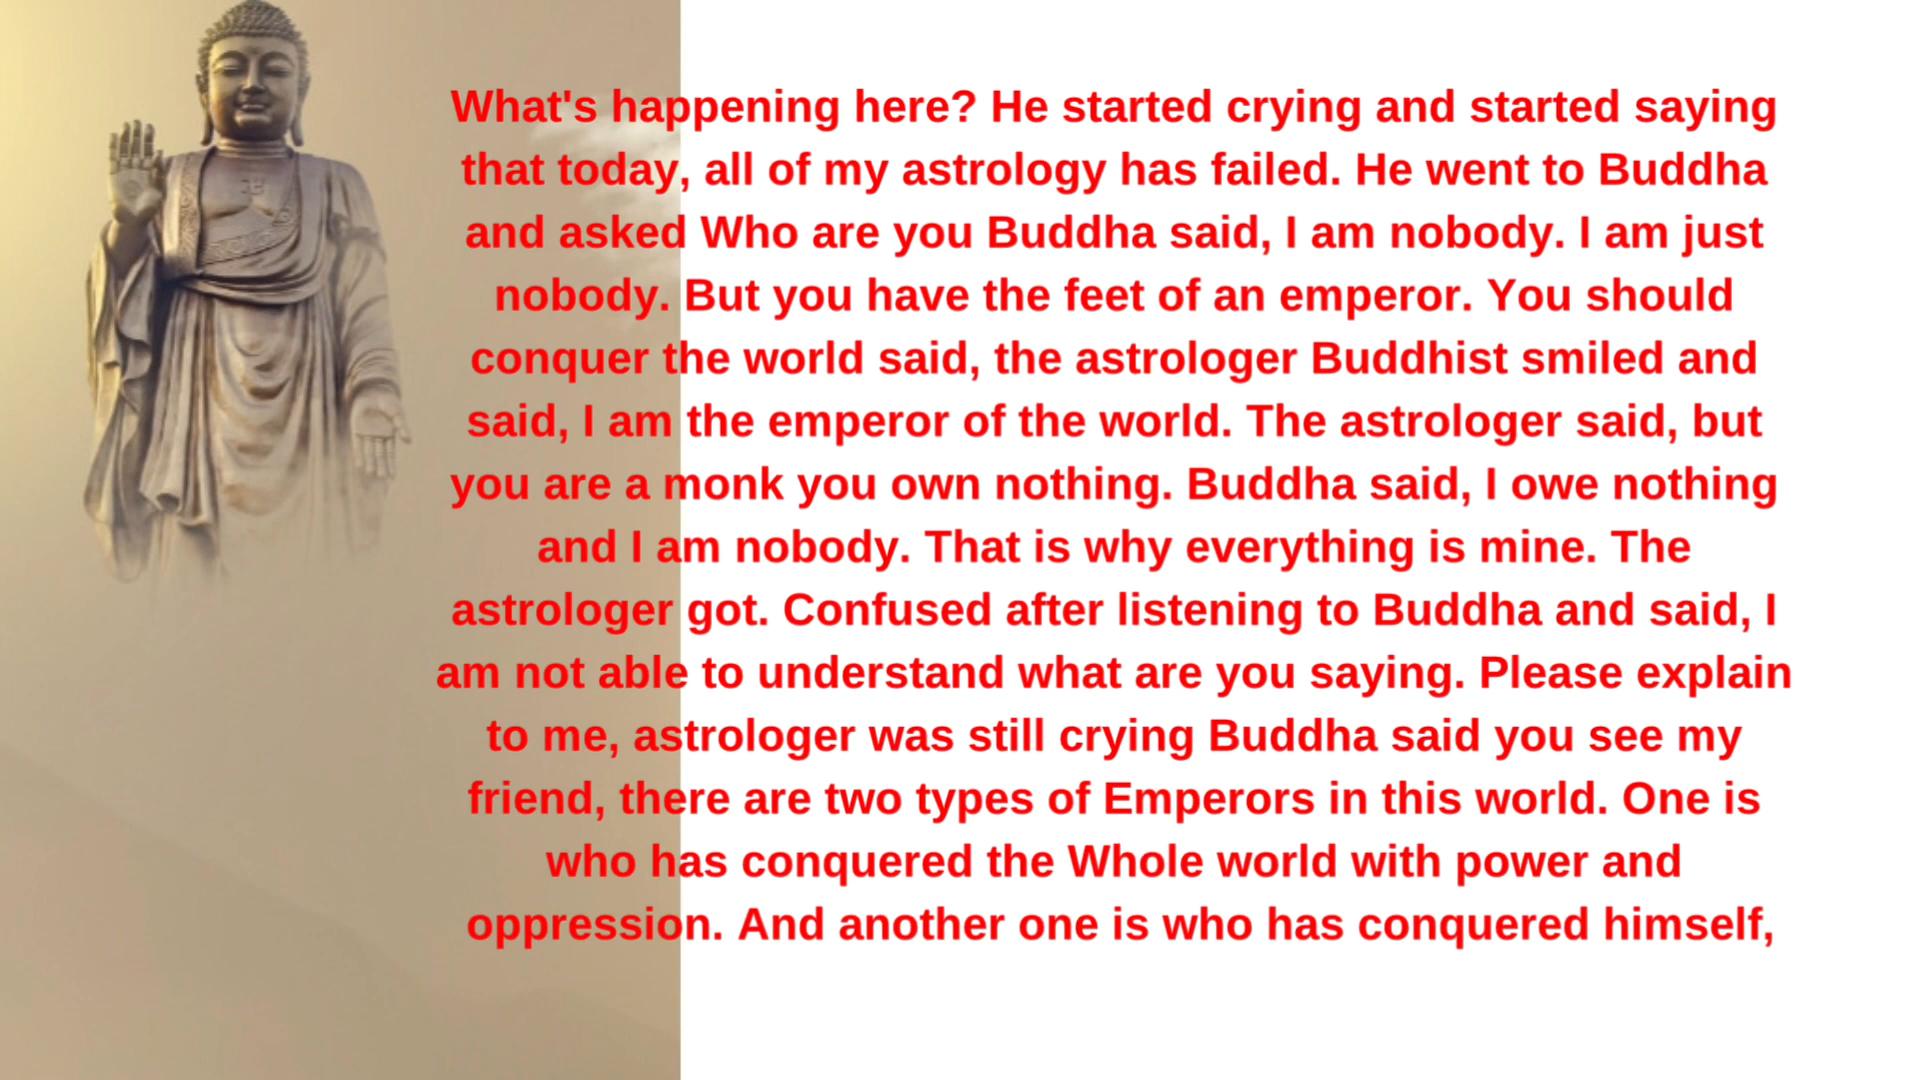 What's happening here? He started crying and started saying
that today, all of my astrology has failed. He went to Buddha
and asked Who are you Buddha said, I am nobody. I am just
nobody. But you have the feet of an emperor. You should
conquer the world said, the astrologer Buddhist smiled and
said, I am the emperor of the world. The astrologer said, but
you are a monk you own nothing. Buddha said, I owe nothing
and I am nobody. That is why everything is mine. The
astrologer got. Confused after listening to Buddha and said, I
am not able to understand what are you saying. Please explain
to me, astrologer was still crying Buddha said you see my
friend, there are two types of Emperors in this world. One is
who has conquered the Whole world with power and
oppression. And another one is who has conquered himself,